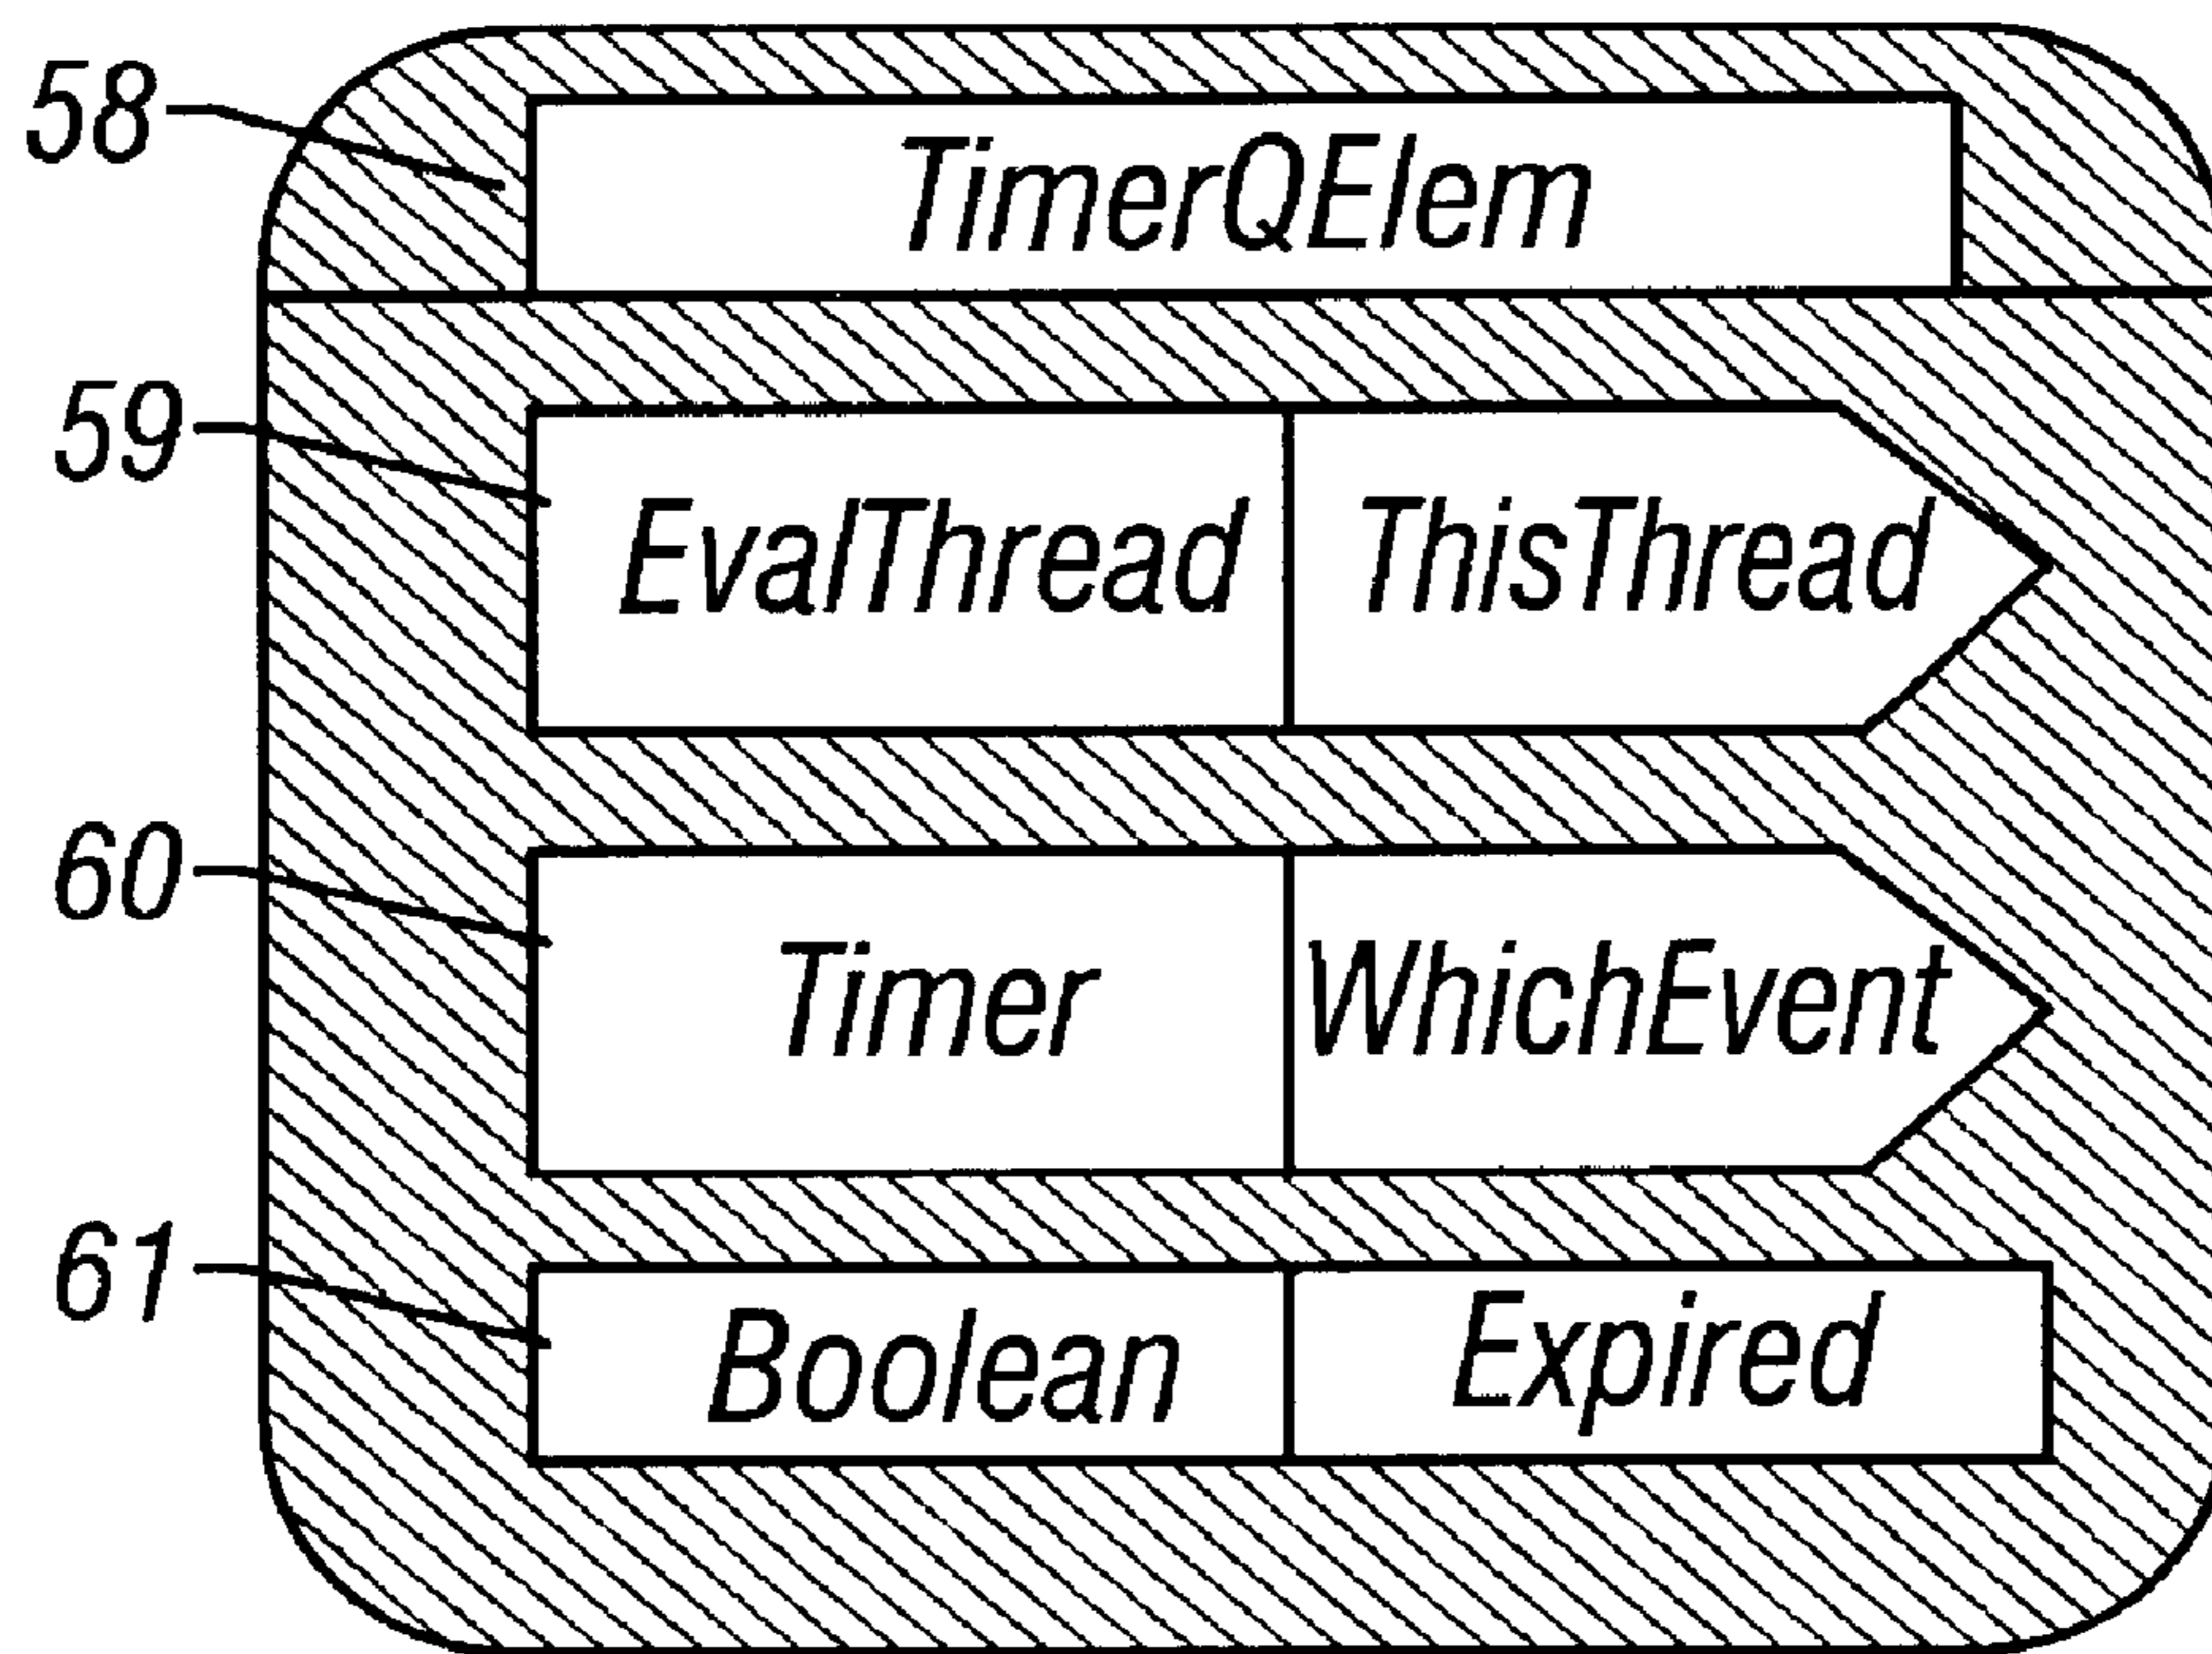 58 TimerQElem
59 EvalThread ThisThread
60 Timer WhichEvent
61 Boolean Expired